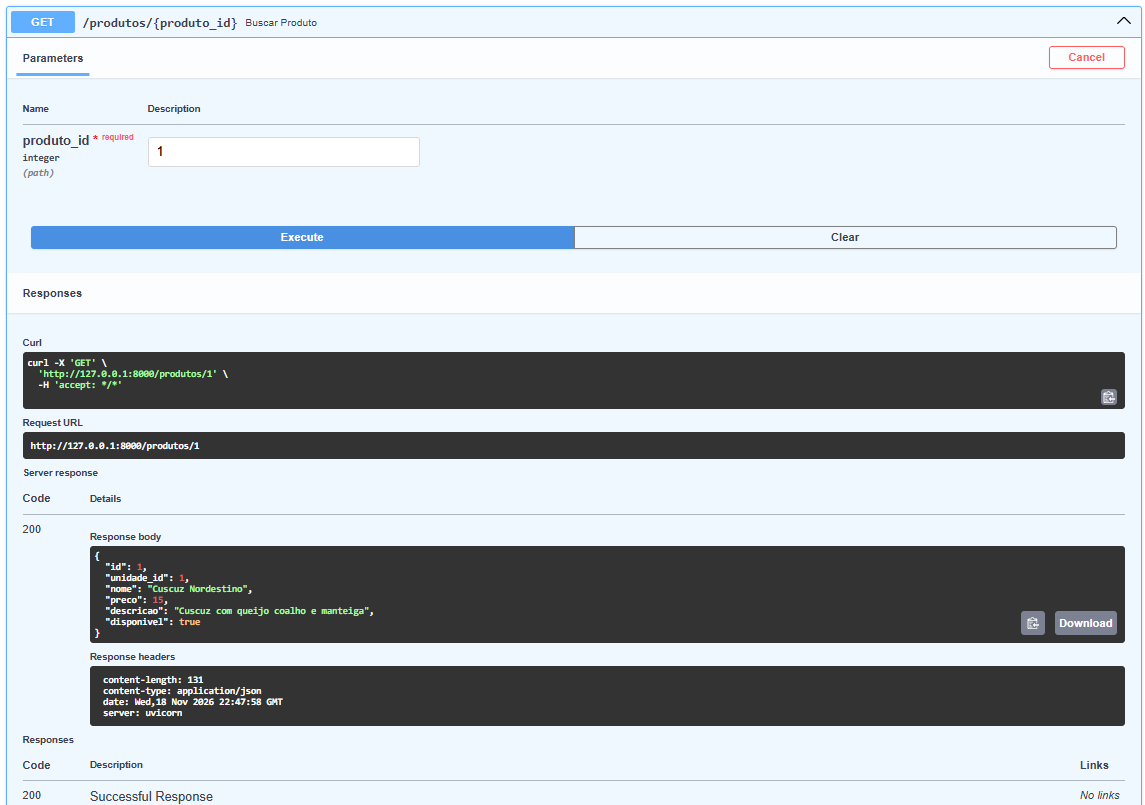 GET /produtos/{produto_id} Buscar Produto
Parameters
Cancel
Name Description
produto_id * required
integer
(path)
1
Execute Clear
Responses
Curl
curl -X 'GET' \
  'http://127.0.0.1:8000/produtos/1' \
  -H 'accept: */*'
Request URL
http://127.0.0.1:8000/produtos/1
Server response
Code Details
200
Response body
{
  "id": 1,
  "unidade_id": 1,
  "nome": "Cuscuz Nordestino",
  "preco": 15,
  "descricao": "Cuscuz com queijo coalho e manteiga",
  "disponivel": true
}
Download
Response headers
content-length: 131
content-type: application/json
date: Wed,18 Nov 2026 22:47:58 GMT
server: uvicorn
Responses
Code Description Links
200 Successful Response No links